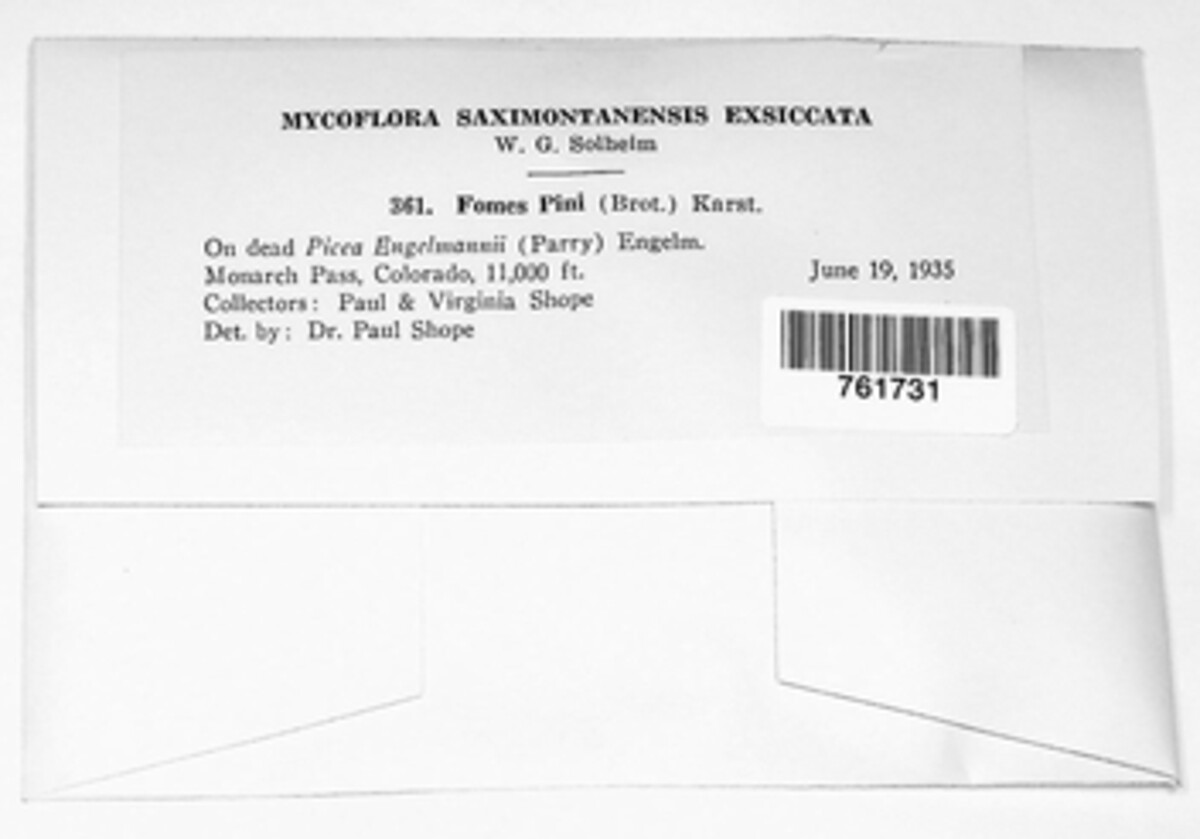 MYCOFLORA SAXIMONTANENSIS EXSICCATA
W. G. Solheim
361. Fomes Pini (Brot.) Karst.
On dead Picea Engelmannii (Parry) Engelm.
Monarch Pass, Colorado, 11,000 ft.
June 19, 1935
Collectors: Paul & Virginia Shope
Det. by: Dr. Paul Shope
761731